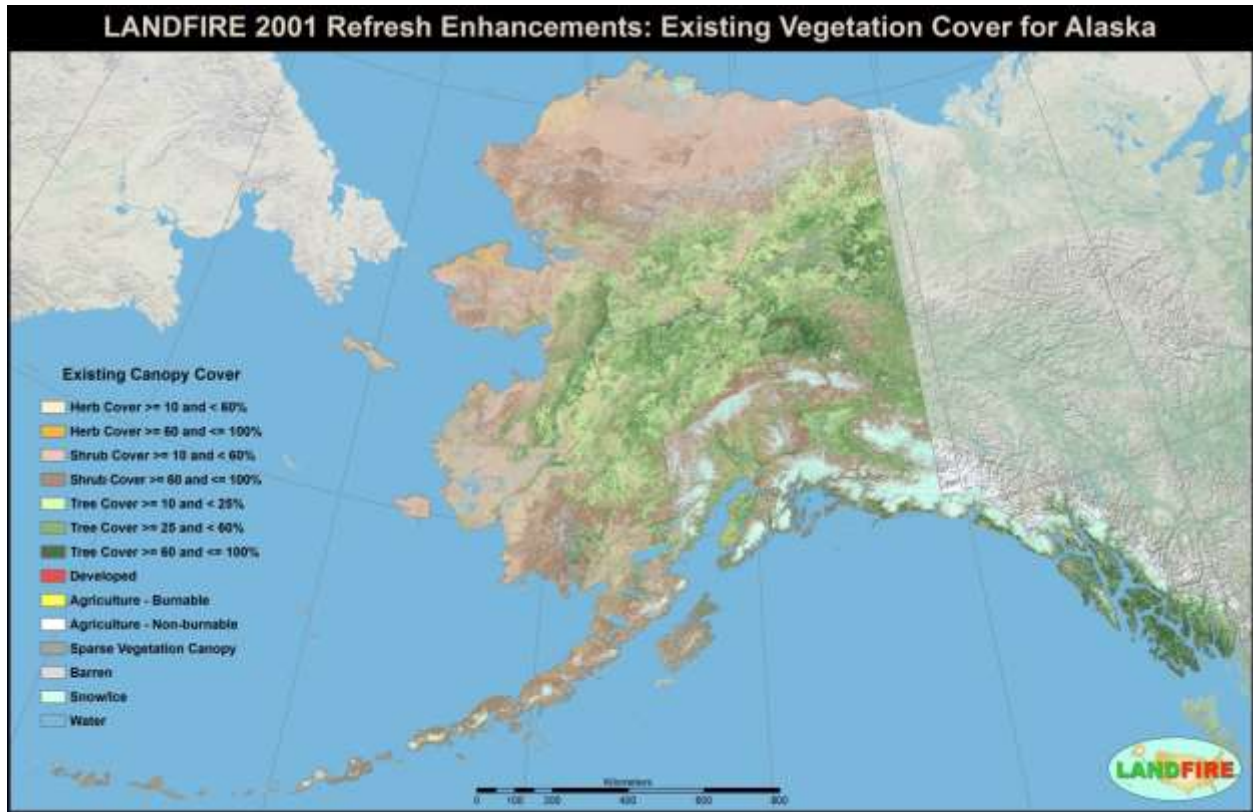 LANDFIRE 2001 Refresh Enhancements: Existing Vegetation Cover for Alaska
Existing Canopy Cover
Herb Cover >= 10 and < 60%
Herb Cover >= 60 and <= 100%
Shrub Cover >= 10 and < 60%
Shrub Cover >= 60 and <= 100%
Tree Cover >= 10 and < 25%
Tree Cover >= 25 and < 60%
Tree Cover >= 60 and <= 100%
Developed
Agriculture - Burnable
Agriculture - Non-burnable
Sparse Vegetation Canopy
Barren
Snow/Ice
Water
Kilometers
0 100 200 400 600 800
LANDFIRE